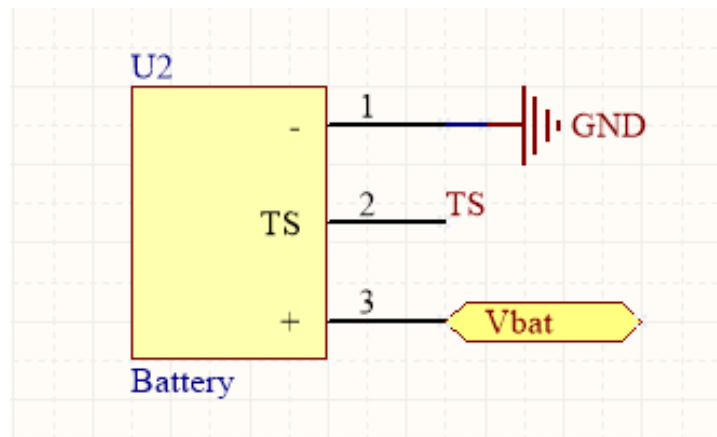 U2
- 1 GND
TS 2 TS
+ 3 Vbat
Battery